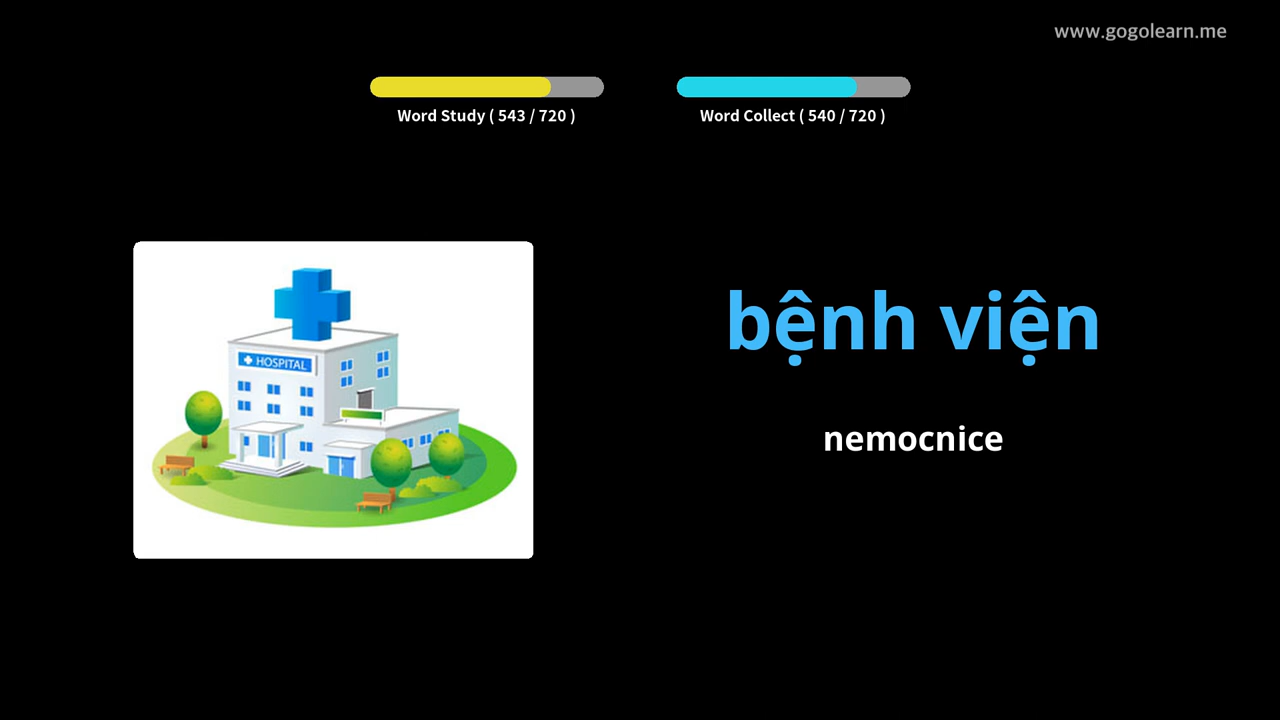 www.gogolearn.me
Word Study ( 543 / 720 )
Word Collect ( 540 / 720 )
HOSPITAL
bệnh viện
nemocnice